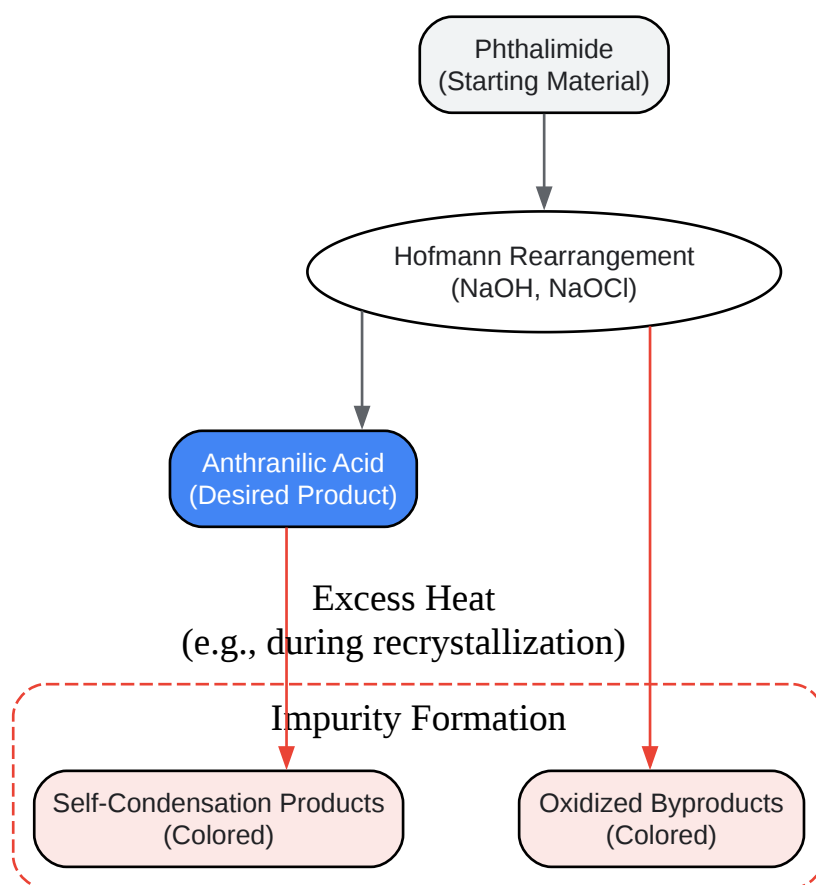 Phthalimide
(Starting Material)
Hofmann Rearrangement
(NaOH, NaOCl)
Anthranilic Acid
(Desired Product)
Excess Heat
(e.g., during recrystallization)
Impurity Formation
Self-Condensation Products
(Colored)
Oxidized Byproducts
(Colored)